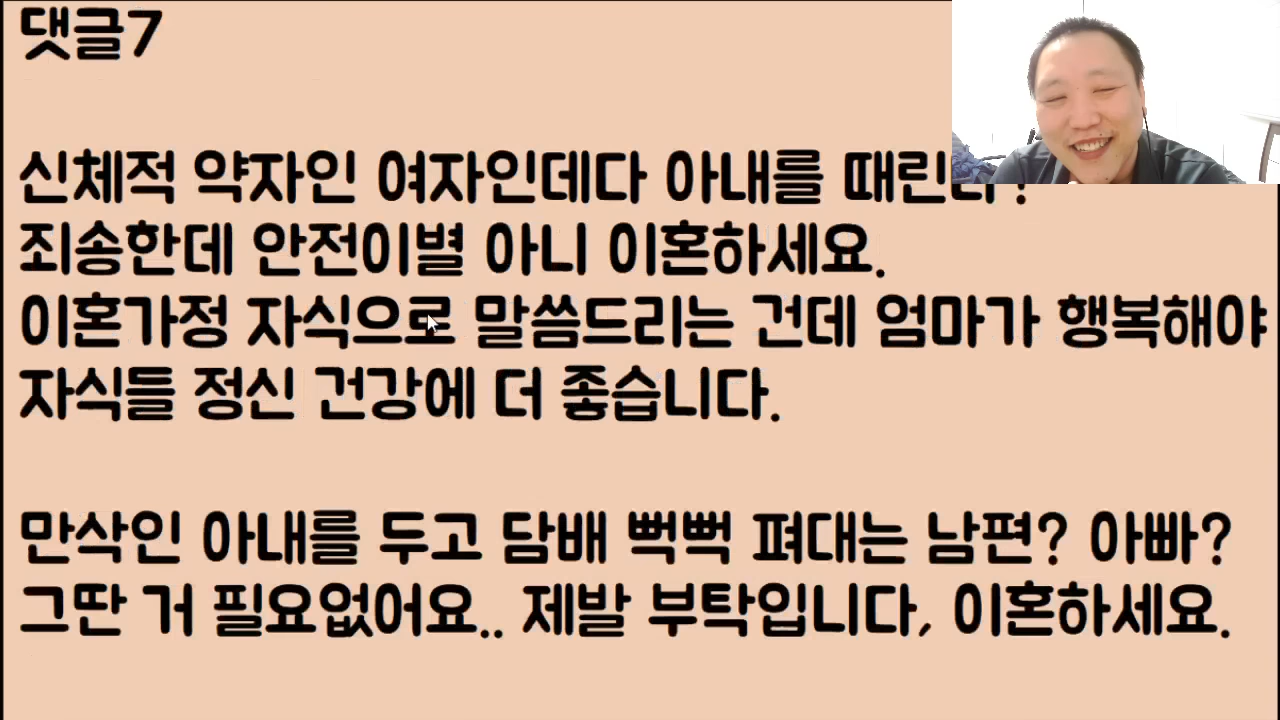 댓글7
신체적 약자인 여자인데다 아내를
죄송한데 안전이별 아니 이혼하세요.
이혼가정 자식으로 말씀드리는 건데 엄마가 행복해야
자식들 정신 건강에 더 좋습니다.
만삭인 아내를 두고 담배 뻑뻑 펴대는 남편? 아빠?
그딴 거 필요없어요.. 제발 부탁입니다, 이혼하세요.